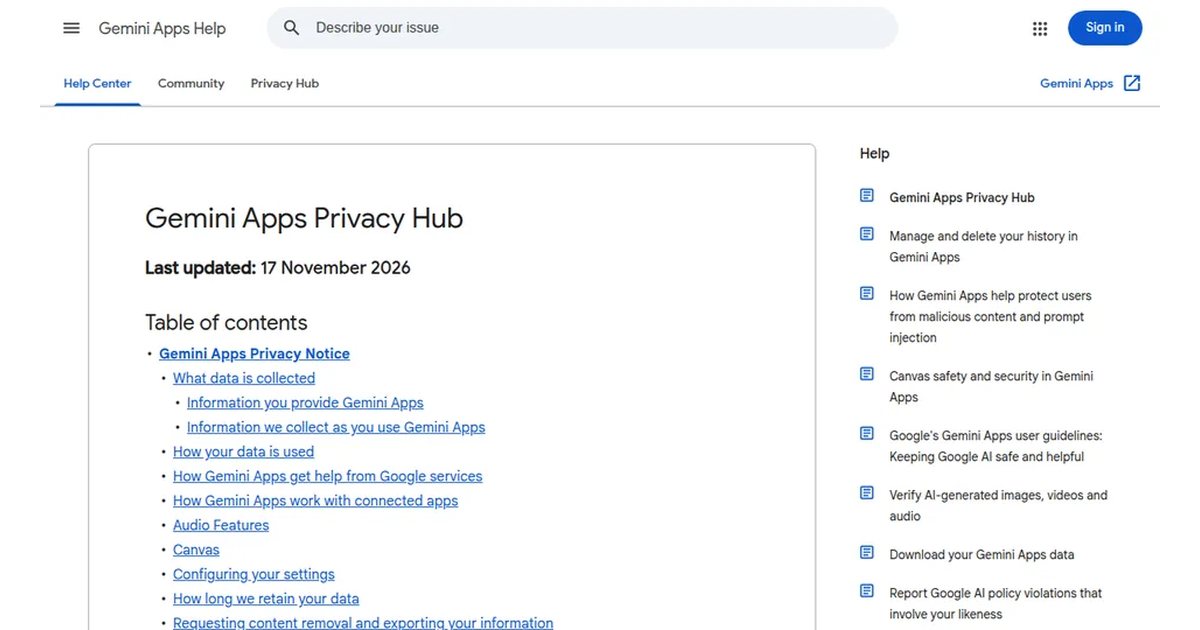 Gemini Apps Help
Describe your issue
Sign in
Help Center
Community
Privacy Hub
Gemini Apps
Gemini Apps Privacy Hub
Last updated: 17 November 2026
Table of contents
• Gemini Apps Privacy Notice
• What data is collected
• Information you provide Gemini Apps
• Information we collect as you use Gemini Apps
• How your data is used
• How Gemini Apps get help from Google services
• How Gemini Apps work with connected apps
• Audio Features
• Canvas
• Configuring your settings
• How long we retain your data
• Requesting content removal and exporting your information
Help
Gemini Apps Privacy Hub
Manage and delete your history in
Gemini Apps
How Gemini Apps help protect users
from malicious content and prompt
injection
Canvas safety and security in Gemini
Apps
Google's Gemini Apps user guidelines:
Keeping Google AI safe and helpful
Verify AI-generated images, videos and
audio
Download your Gemini Apps data
Report Google AI policy violations that
involve your likeness